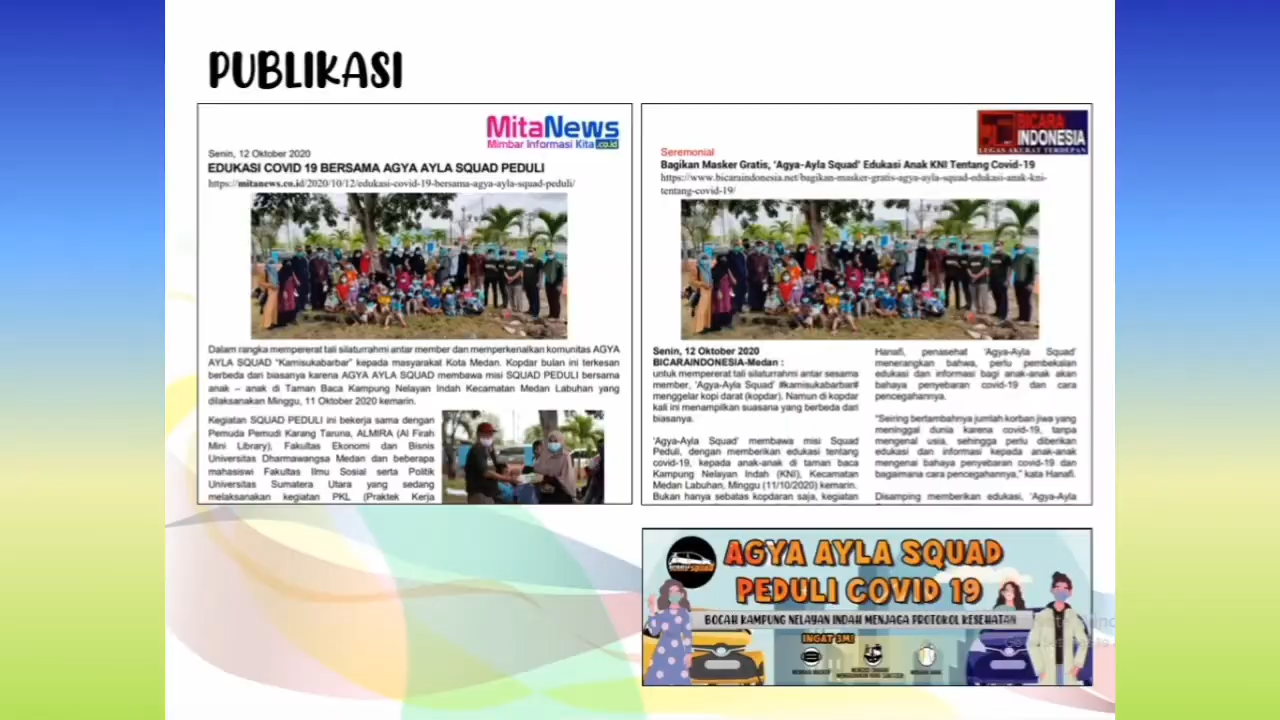 PUBLIKASI
MitaNews
Mimbar Informasi Kita .co.id
Senin, 12 Oktober 2020
EDUKASI COVID 19 BERSAMA AGYA AYLA SQUAD PEDULI
https://mitanews.co.id/2020/10/12/edukasi-covid-19-bersama-agya-ayla-squad-peduli/
Dalam rangka mempererat tali silaturrahmi antar member dan memperkenalkan komunitas AGYA
AYLA SQUAD "Kamisukabarbar" kepada masyarakat Kota Medan. Kopdar bulan ini terkesan
berbeda dari biasanya karena AGYA AYLA SQUAD membawa misi SQUAD PEDULI bersama
anak – anak di Taman Baca Kampung Nelayan Indah Kecamatan Medan Labuhan yang
dilaksanakan Minggu, 11 Oktober 2020 kemarin.
Kegiatan SQUAD PEDULI ini bekerja sama dengan
Pemuda Pemudi Karang Taruna, ALMIRA (Al Firah
Mini Library), Fakultas Ekonomi dan Bisnis
Universitas Dharmawangsa Medan dan beberapa
mahasiswi Fakultas Ilmu Sosial serta Politik
Universitas Sumatera Utara yang sedang
melaksanakan kegiatan PKL (Praktek Kerja
BICARA
INDONESIA
LUGAS AKURAT TERDEPAN
Seremonial
Bagikan Masker Gratis, 'Agya-Ayla Squad' Edukasi Anak KNI Tentang Covid-19
https://www.bicaraindonesia.net/bagikan-masker-gratis-agya-ayla-squad-edukasi-anak-kni-
tentang-covid-19/
Senin, 12 Oktober 2020
BICARAINDONESIA-Medan :
untuk mempererat tali silaturrahmi antar sesama
member, 'Agya-Ayla Squad' #kamisukabarbar#
menggelar kopi darat (kopdar). Namun di kopdar
kali ini menampilkan suasana yang berbeda dari
biasanya.
'Agya-Ayla Squad' membawa misi Squad
Peduli, dengan memberikan edukasi tentang
covid-19, kepada anak-anak di taman baca
Kampung Nelayan Indah (KNI), Kecamatan
Medan Labuhan, Minggu (11/10/2020) kemarin.
Bukan hanya sebatas kopdaran saja, kegiatan
Hanafi, penasehat 'Agya-Ayla Squad'
menerangkan bahwa, perlu pembekalan
edukasi dan informasi bagi anak-anak akan
bahaya penyebaran covid-19 dan cara
pencegahannya.
"Seiring bertambahnya jumlah korban jiwa yang
meninggal dunia karena covid-19, tanpa
mengenal usia, sehingga perlu diberikan
edukasi dan informasi kepada anak-anak
mengenai bahaya penyebaran covid-19 dan
bagaimana cara pencegahannya," kata Hanafi.
Disamping memberikan edukasi, 'Agya-Ayla
AGYA AYLA SQUAD
PEDULI COVID 19
BOCAH KAMPUNG NELAYAN INDAH MENJAGA PROTOKOL KESEHATAN
INGAT 3M!